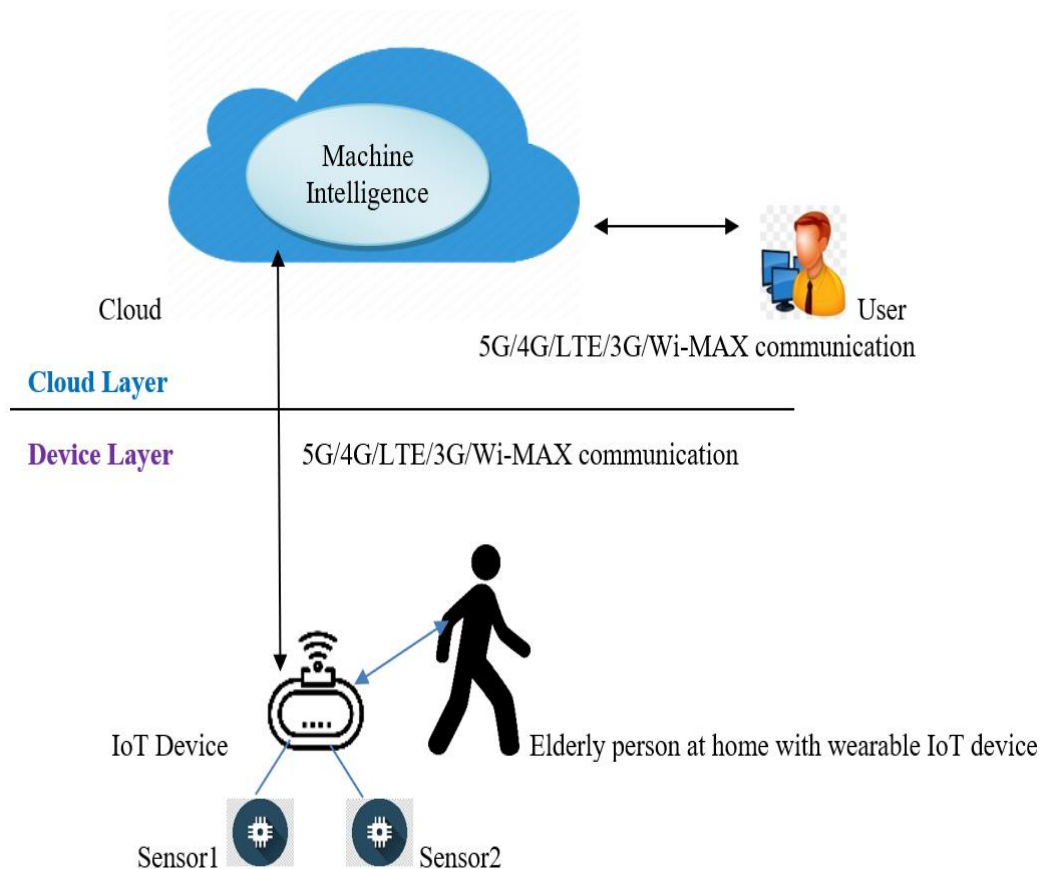 Machine
Intelligence
Cloud
User
5G/4G/LTE/3G/Wi-MAX communication
Cloud Layer
Device Layer
5G/4G/LTE/3G/Wi-MAX communication
IoT Device
Elderly person at home with wearable IoT device
Sensor1
Sensor2